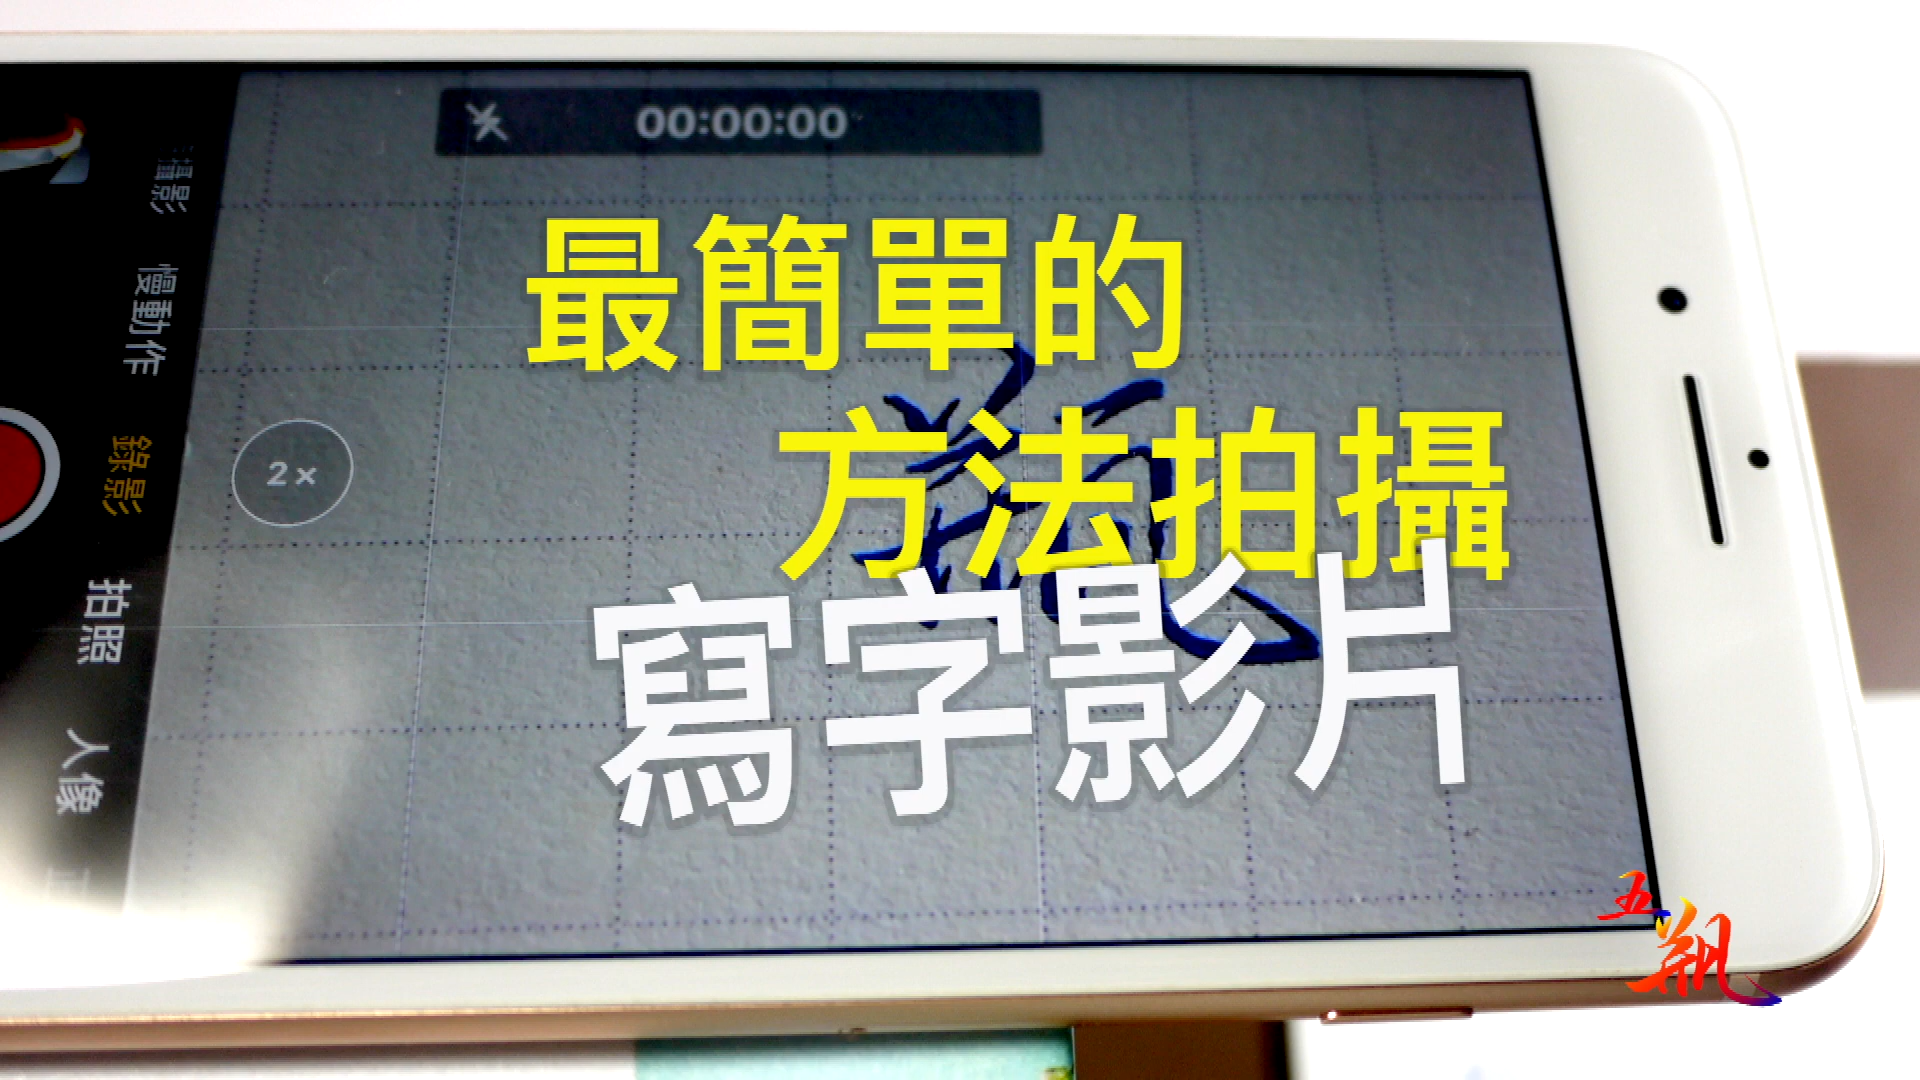 00:00:00
最簡單的
方法拍攝
寫字影片
2×
攝影
慢動作
錄影
拍照
人像
五